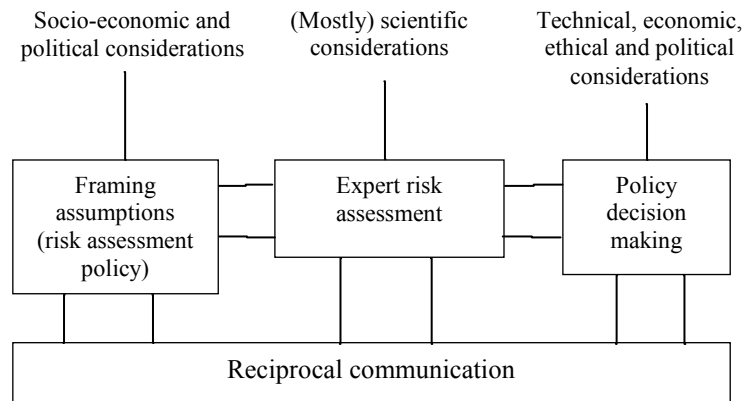 Socio-economic and
political considerations
(Mostly) scientific
considerations
Technical, economic,
ethical and political
considerations
Framing
assumptions
(risk assessment
policy)
Expert risk
assessment
Policy
decision
making
Reciprocal communication